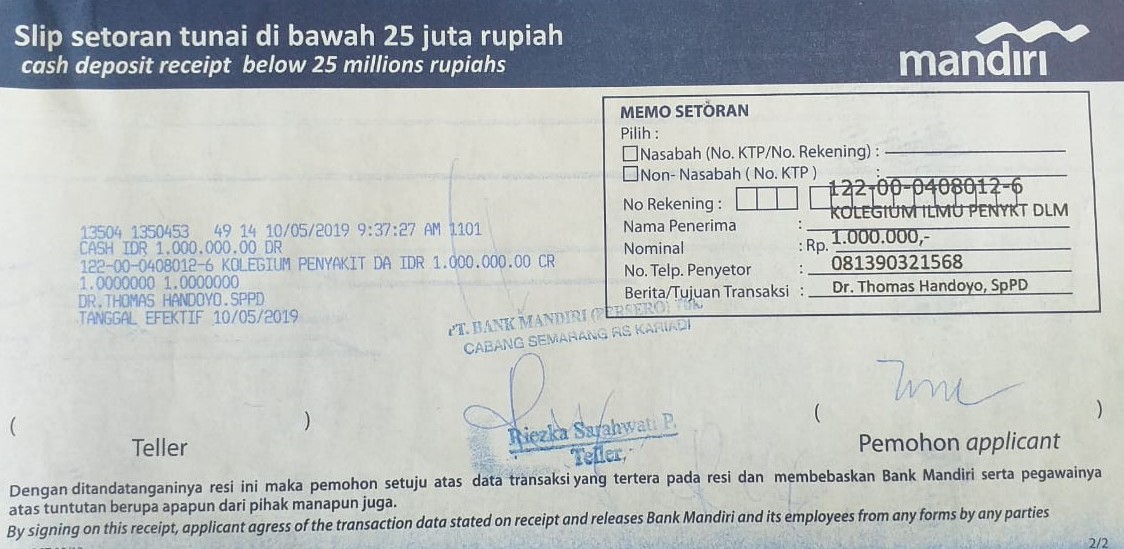 Slip setoran tunai di bawah 25 juta rupiah
cash deposit receipt below 25 millions rupiahs
mandiri
MEMO SETORAN
Pilih :
Nasabah (No. KTP/No. Rekening) :
Non- Nasabah ( No. KTP ) :
No Rekening : 122-00-0408012-6
KOLEGIUM ILMU PENYKT DLM
Nama Penerima :
Nominal : Rp. 1.000.000,-
No. Telp. Penyetor : 081390321568
Berita/Tujuan Transaksi : Dr. Thomas Handoyo, SpPD
13504 1350453 49 14 10/05/2019 9:37:27 AM 1101
CASH IDR 1.000.000.00 DR
122-00-0408012-6 KOLEGIUM PENYAKIT DA IDR 1.000.000.00 CR
1.0000000 1.0000000
DR.THOMAS HANDOYO.SPPD
TANGGAL EFEKTIF 10/05/2019
PT. BANK MANDIRI (PERSERO) Tbk
CABANG SEMARANG RS KARIADI
Riezka Sarahwati P.
Teller,
( )
Teller
( )
Pemohon applicant
Dengan ditandatanganinya resi ini maka pemohon setuju atas data transaksi yang tertera pada resi dan membebaskan Bank Mandiri serta pegawainya
atas tuntutan berupa apapun dari pihak manapun juga.
By signing on this receipt, applicant agress of the transaction data stated on receipt and releases Bank Mandiri and its employees from any forms by any parties
2/2